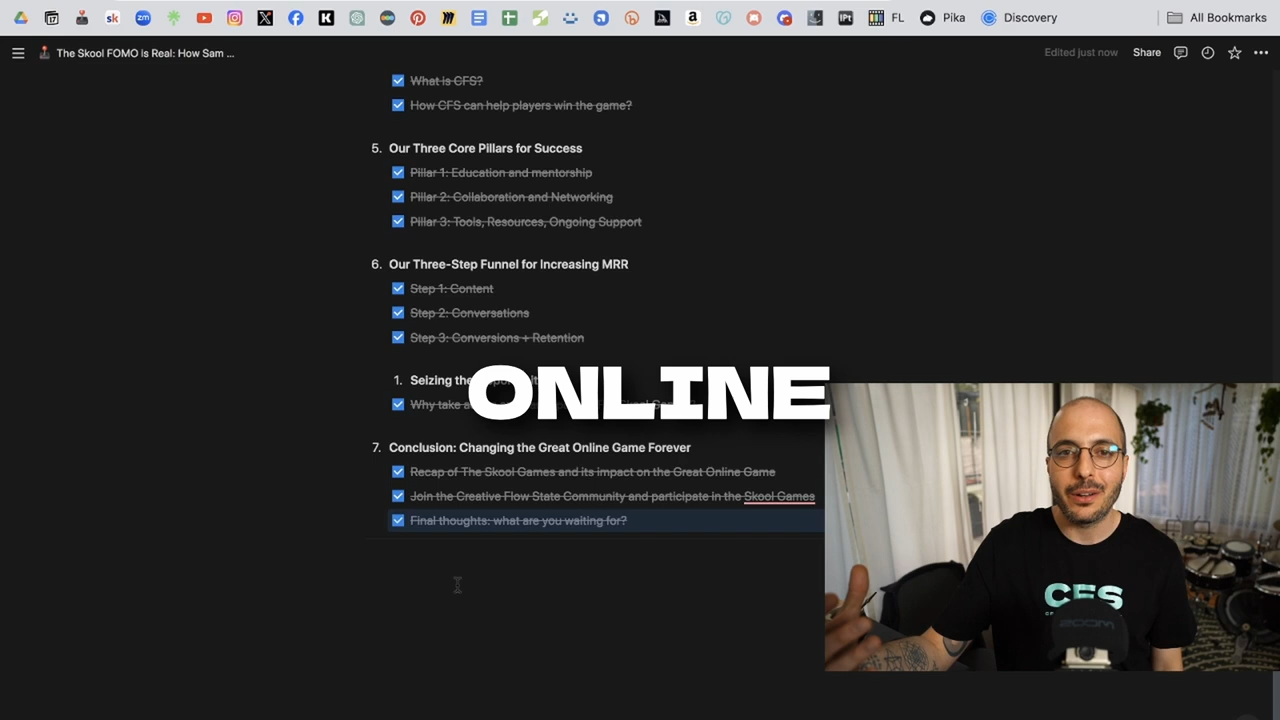 FL
Pika
Discovery
All Bookmarks
The Skool FOMO is Real: How Sam ...
Edited just now
Share
What is CFS?
How CFS can help players win the game?
5. Our Three Core Pillars for Success
Pillar 1: Education and mentorship
Pillar 2: Collaboration and Networking
Pillar 3: Tools, Resources, Ongoing Support
6. Our Three-Step Funnel for Increasing MRR
Step 1: Content
Step 2: Conversations
Step 3: Conversions + Retention
1. Seizing the
ONLINE
Why take
7. Conclusion: Changing the Great Online Game Forever
Recap of The Skool Games and its impact on the Great Online Game
Join the Creative Flow State Community and participate in the Skool Games
Final thoughts: what are you waiting for?
CFS
ZOOM